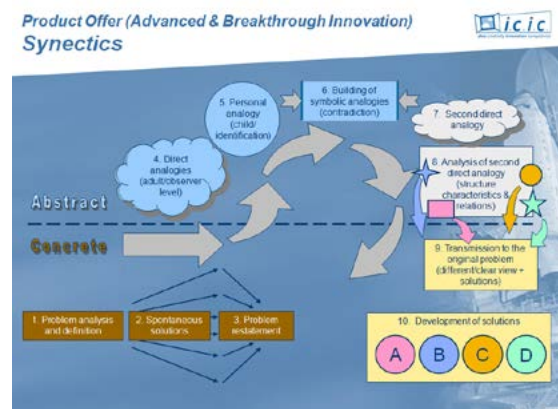 Product Offer (Advanced & Breakthrough Innovation)
Synectics
icic
5. Personal
analogy
(child/
identification)
6. Building of
symbolic analogies
(contradiction)
7. Second direct
analogy
4. Direct
analogies
(adult/observer
level)
8. Analysis of second
direct analogy
(structure
characteristics &
relations)
Abstract
Concrete
9. Transmission to the
original problem
(different/clear view +
solutions)
1. Problem analysis
and definition
2. Spontaneous
solutions
3. Problem
restatement
10. Development of solutions
A
B
C
D